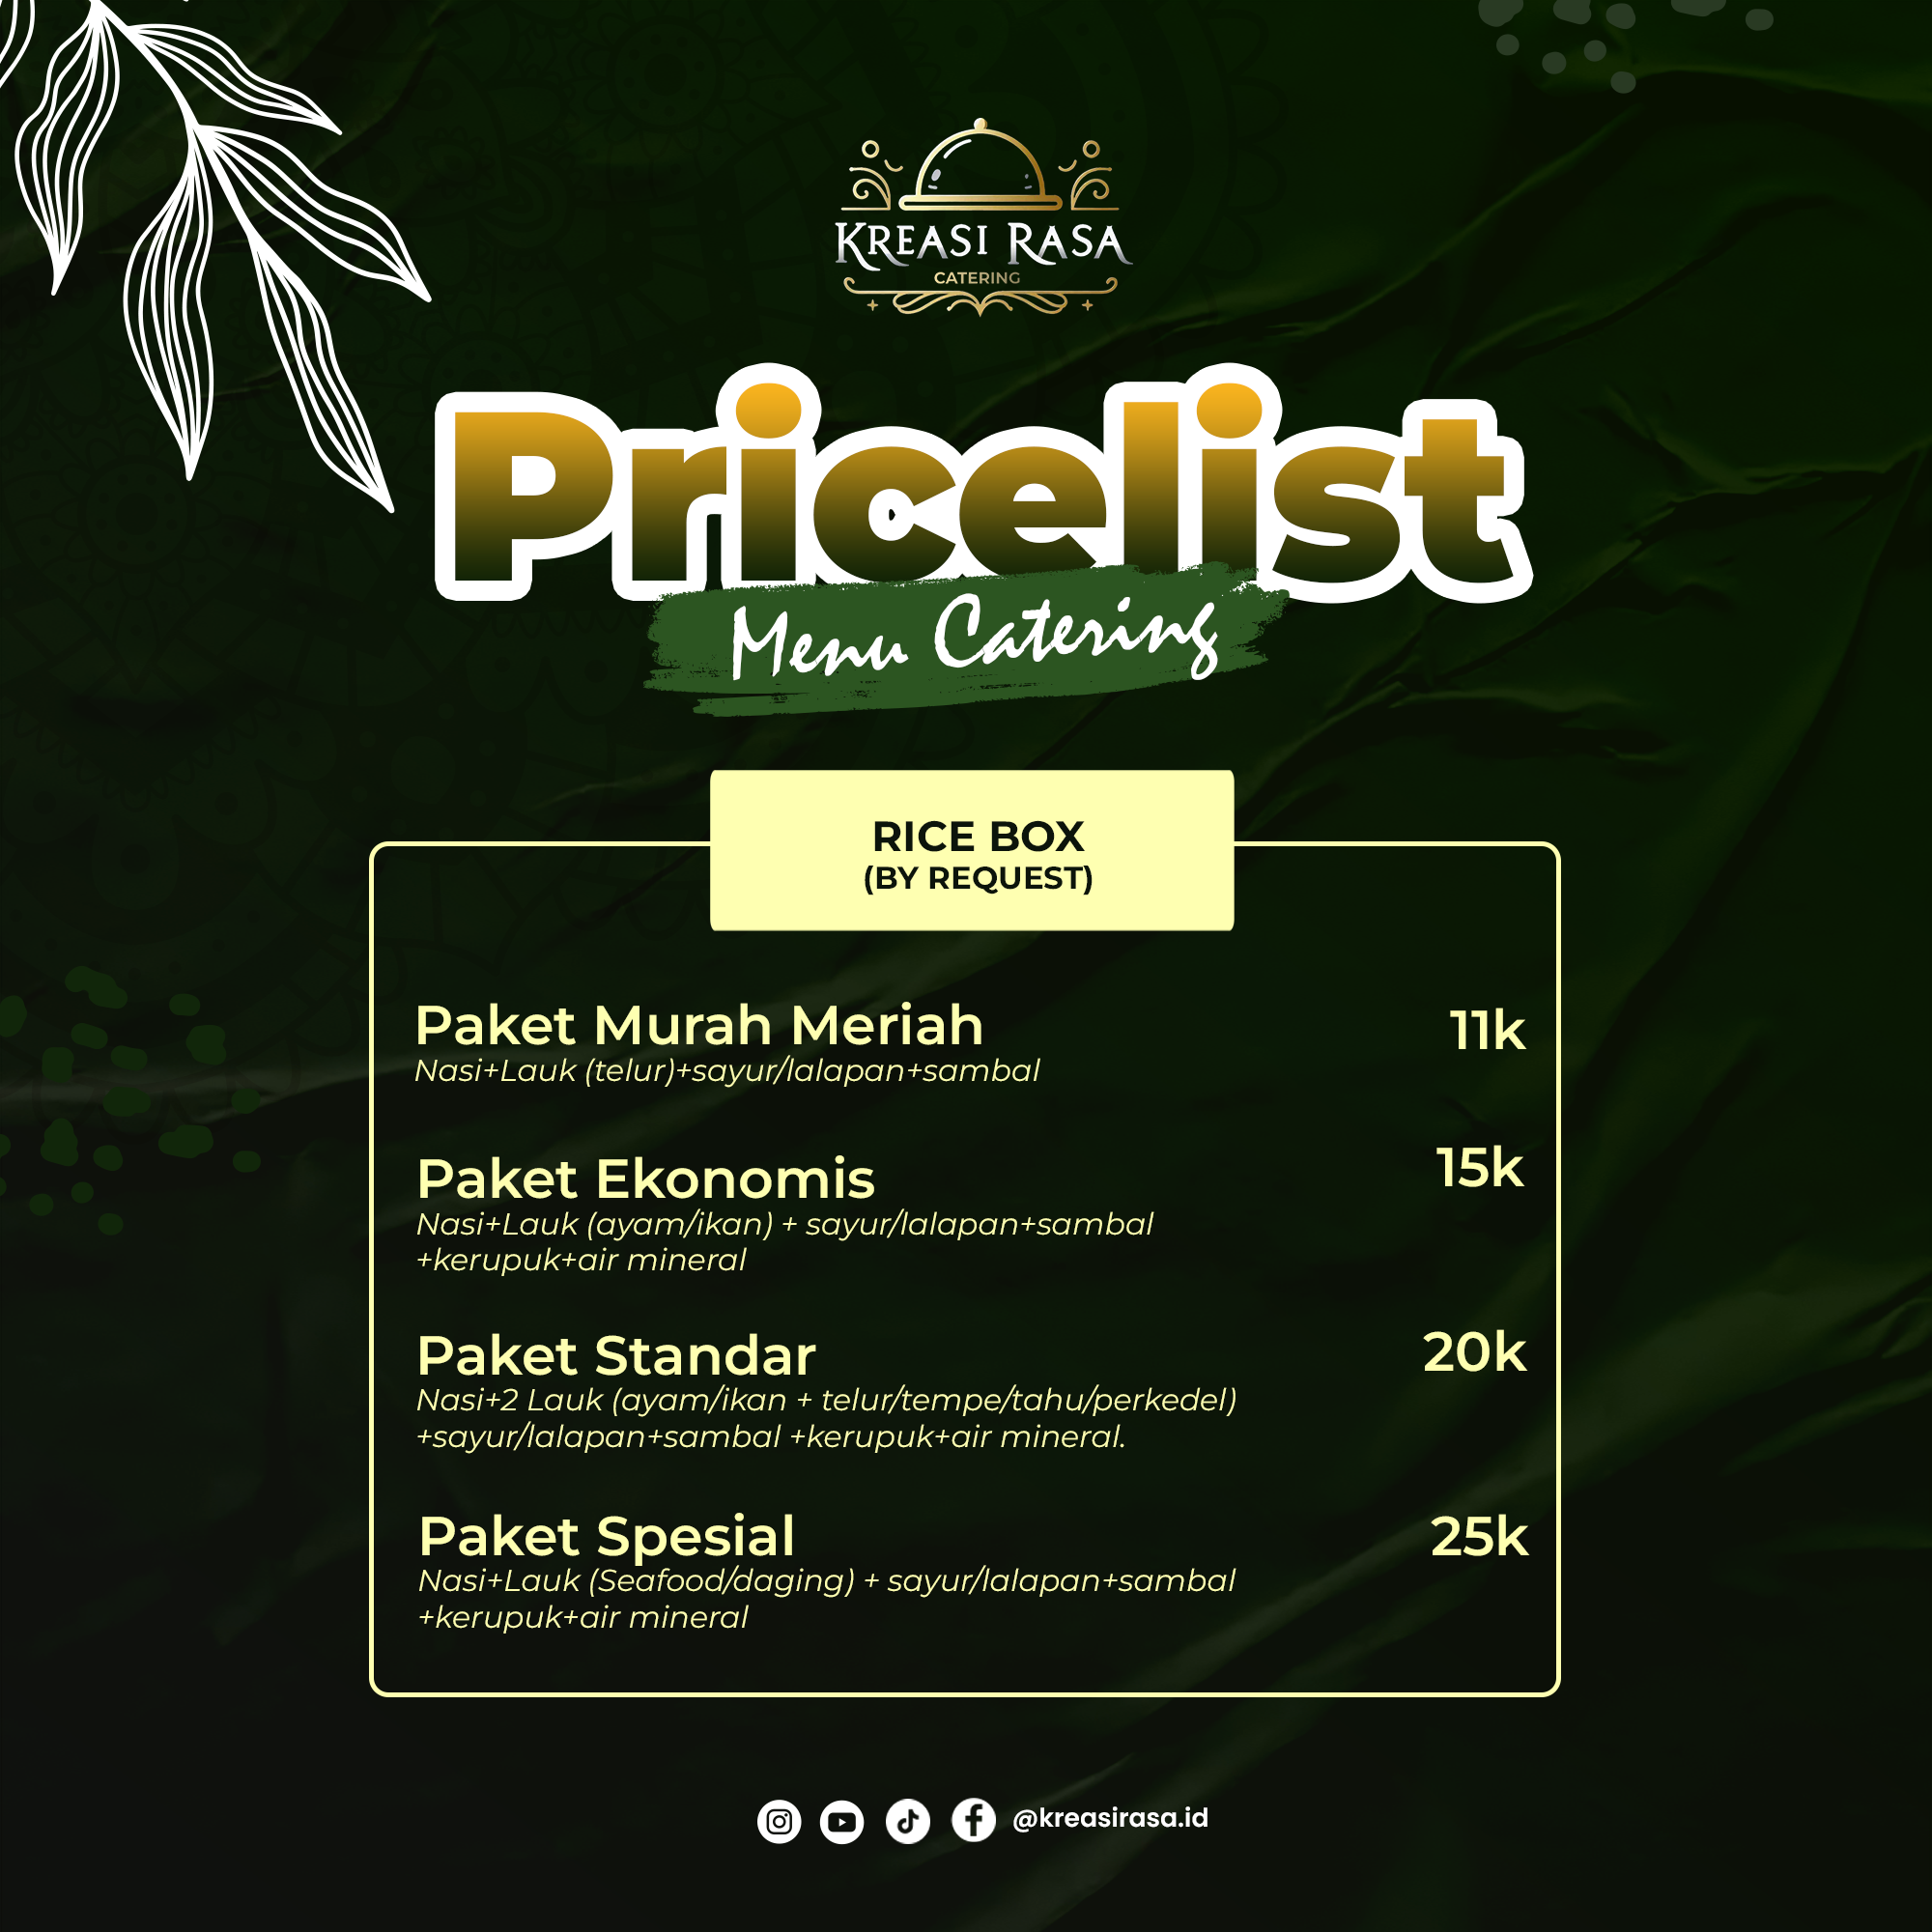 KREASI RASA
CATERING
Pricelist
Menu Catering
RICE BOX
(BY REQUEST)
Paket Murah Meriah 11k
Nasi+Lauk (telur)+sayur/lalapan+sambal
Paket Ekonomis 15k
Nasi+Lauk (ayam/ikan) + sayur/lalapan+sambal
+kerupuk+air mineral
Paket Standar 20k
Nasi+2 Lauk (ayam/ikan + telur/tempe/tahu/perkedel)
+sayur/lalapan+sambal +kerupuk+air mineral.
Paket Spesial 25k
Nasi+Lauk (Seafood/daging) + sayur/lalapan+sambal
+kerupuk+air mineral
@kreasirasa.id